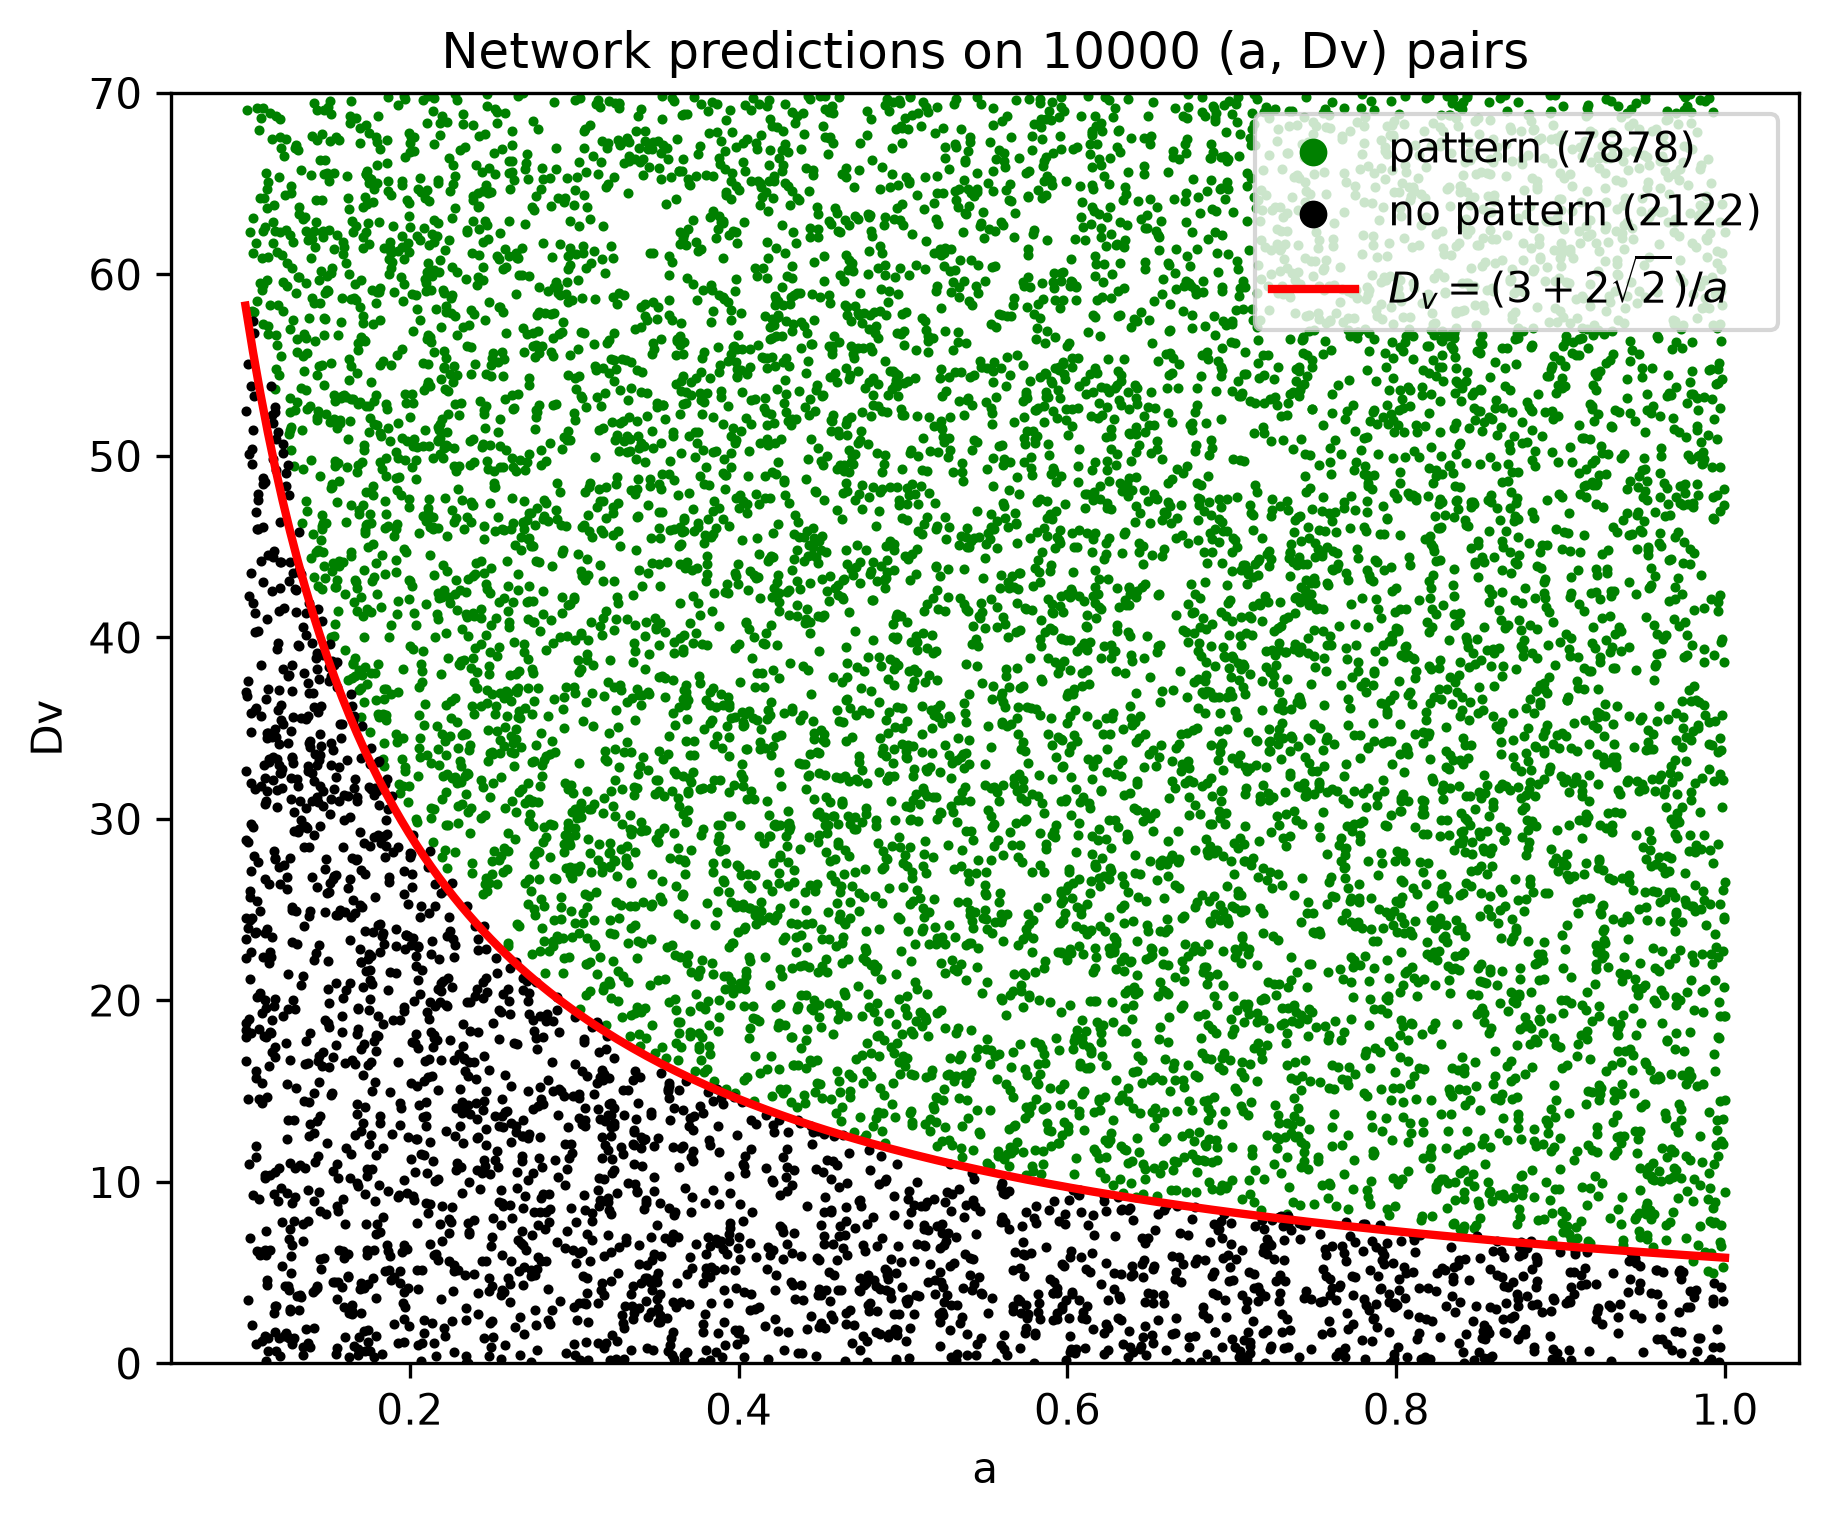 Network predictions on 10000 (a, Dv) pairs
70
60
50
40
30
20
10
0
Dv
pattern (7878)
no pattern (2122)
D_v = (3 + 2√2)/a
0.2 0.4 0.6 0.8 1.0
a